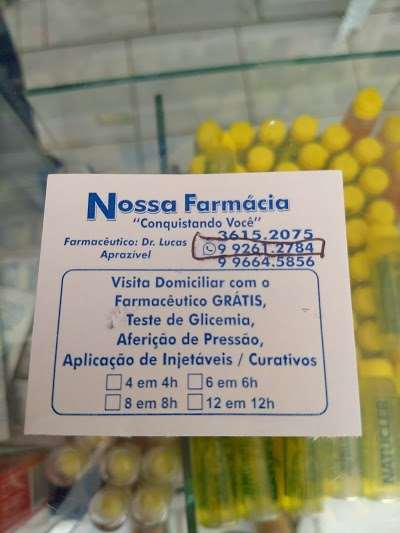 Nossa Farmácia
"Conquistando Você"
3615.2075
Farmacêutico: Dr. Lucas
9 9261.2784
Aprazível
9 9664.5856
Visita Domiciliar com o
Farmacêutico GRÁTIS,
Teste de Glicemia,
Aferição de Pressão,
Aplicação de Injetáveis / Curativos
4 em 4h 6 em 6h
8 em 8h 12 em 12h